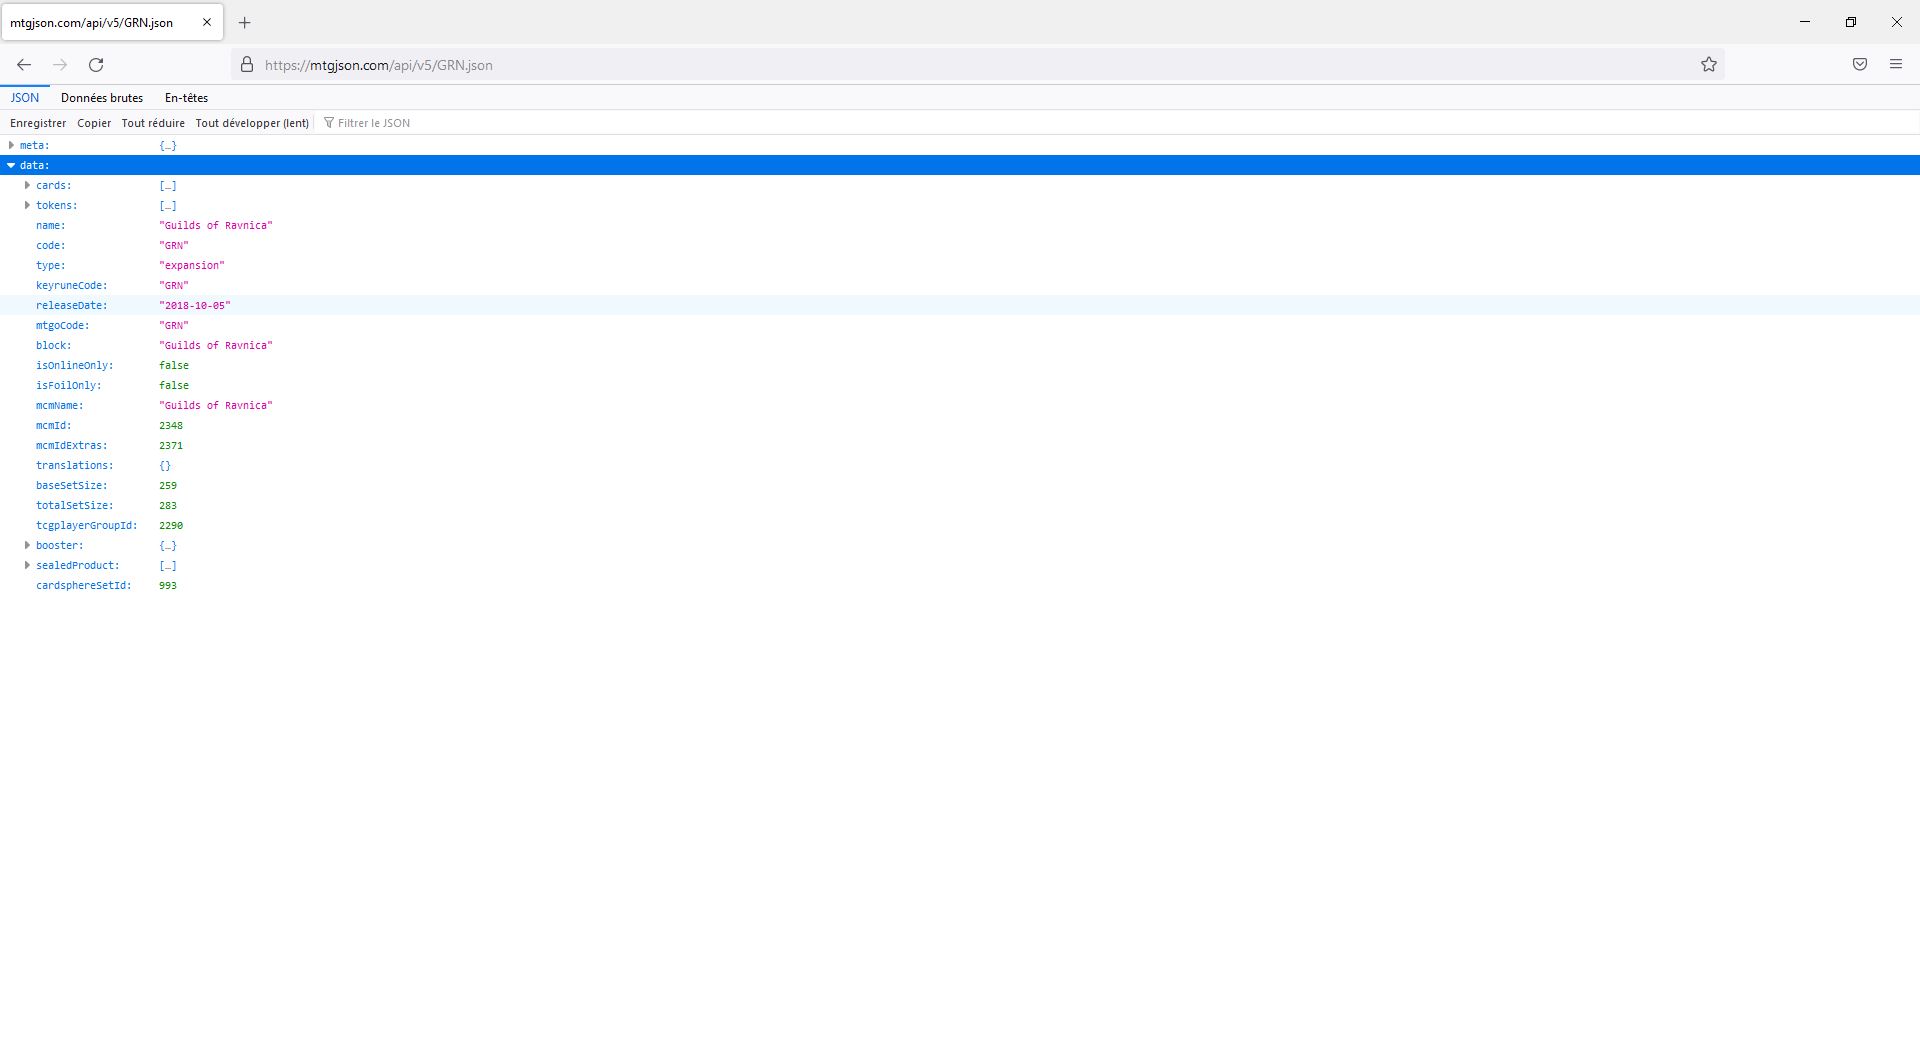 mtgjson.com/api/v5/GRN.json
https://mtgjson.com/api/v5/GRN.json
JSON Données brutes En-têtes
Enregistrer Copier Tout réduire Tout développer (lent) Filtrer le JSON
meta: {…}
data:
cards: […]
tokens: […]
name: "Guilds of Ravnica"
code: "GRN"
type: "expansion"
keyruneCode: "GRN"
releaseDate: "2018-10-05"
mtgoCode: "GRN"
block: "Guilds of Ravnica"
isOnlineOnly: false
isFoilOnly: false
mcmName: "Guilds of Ravnica"
mcmId: 2348
mcmIdExtras: 2371
translations: {}
baseSetSize: 259
totalSetSize: 283
tcgplayerGroupId: 2290
booster: {…}
sealedProduct: […]
cardsphereSetId: 993